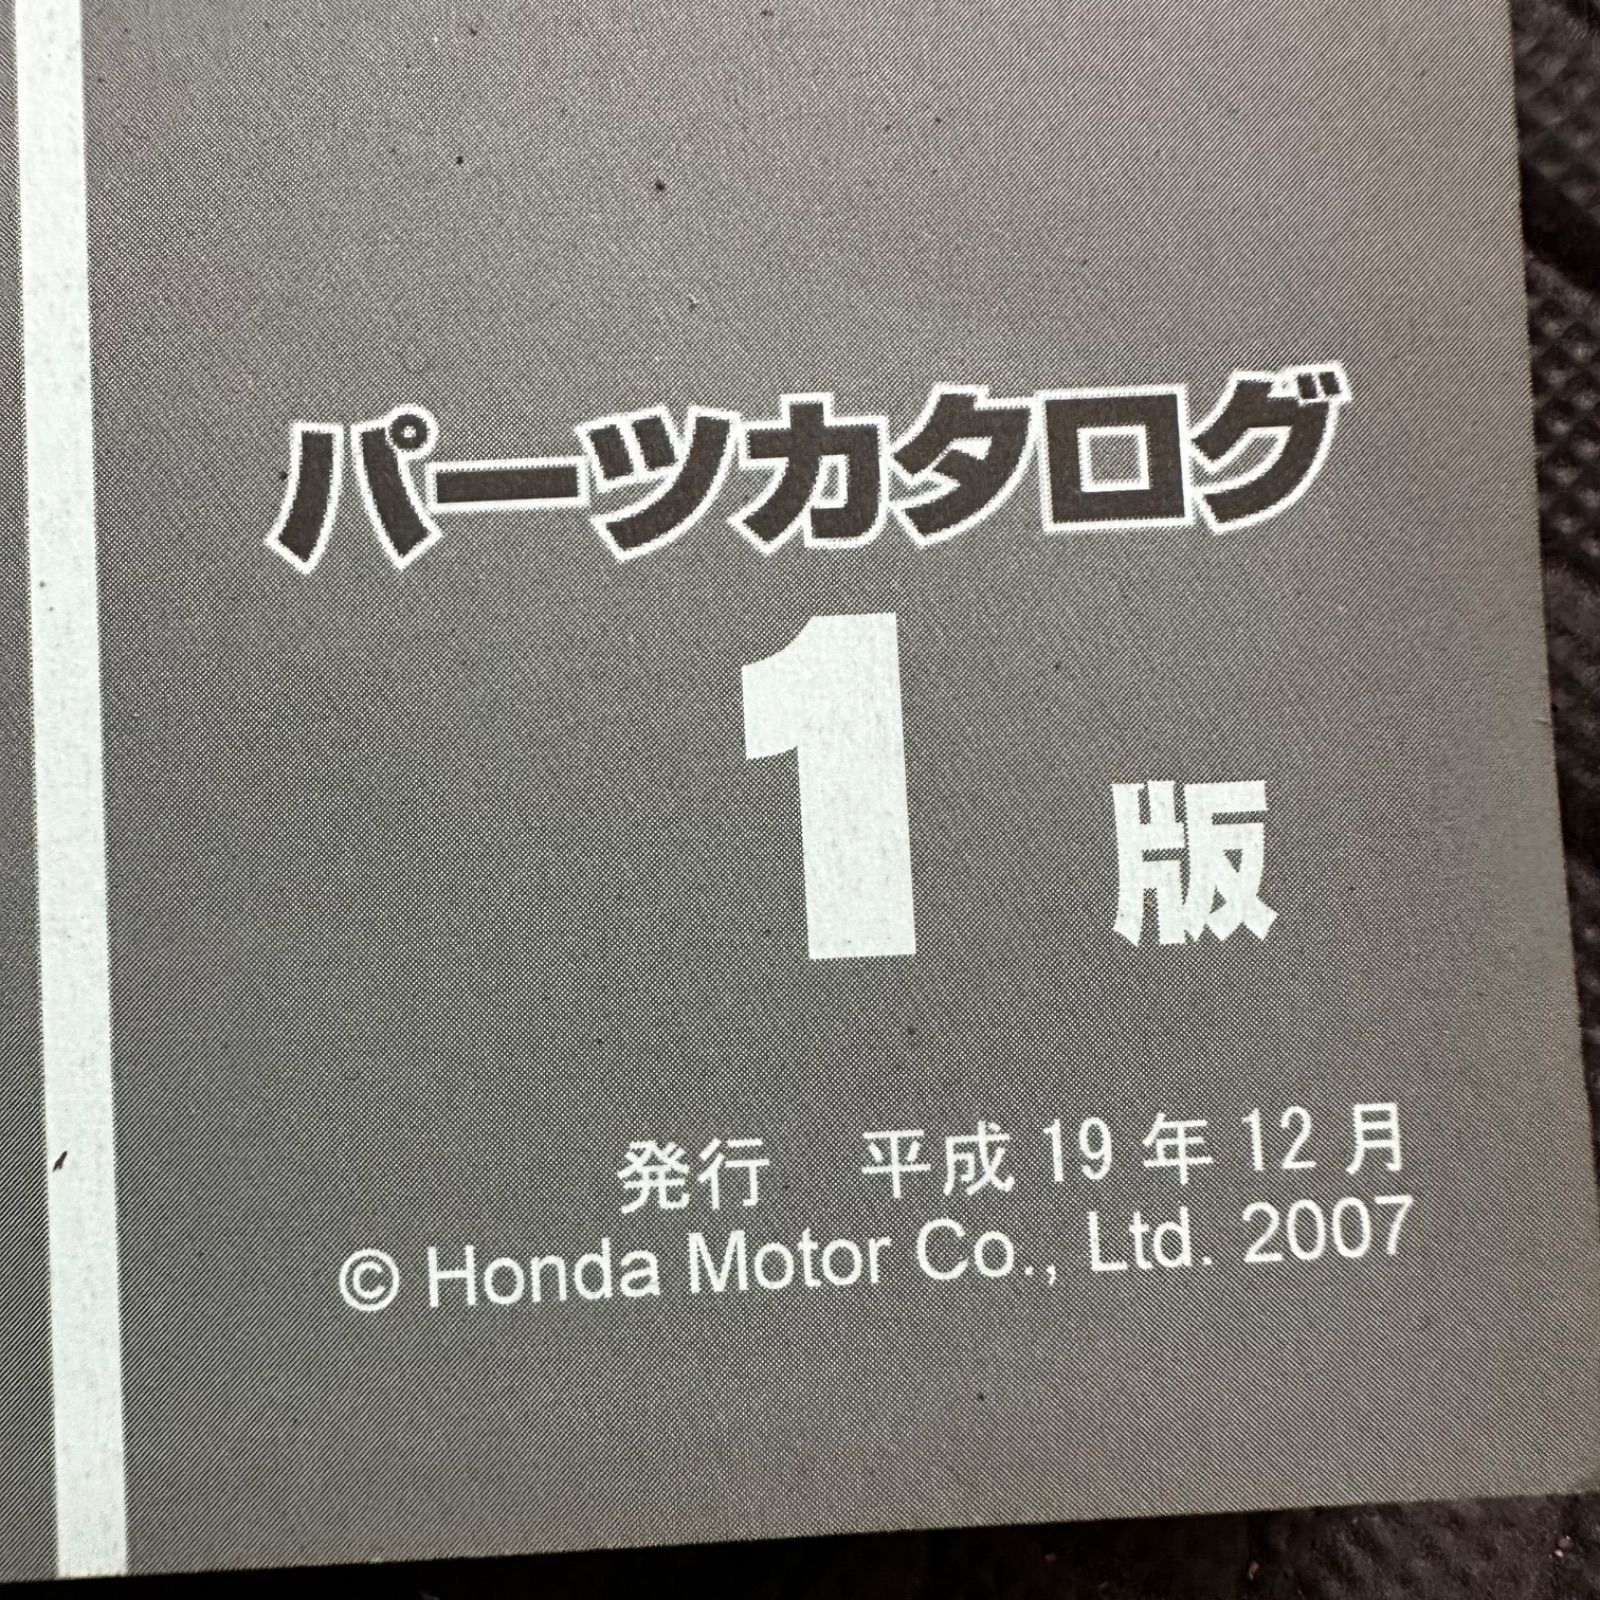 パーツカタログ
1 版
発行　平成 19 年 12 月
© Honda Motor Co., Ltd. 2007